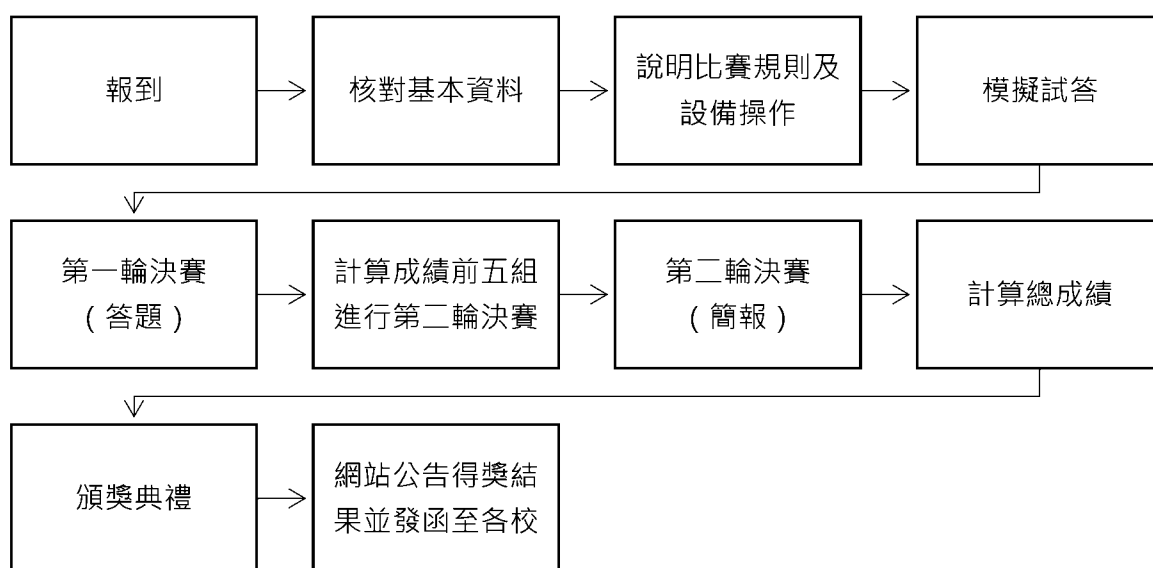 報到
核對基本資料
說明比賽規則及
設備操作
模擬試答
第一輪決賽
(答題)
計算成績前五組
進行第二輪決賽
第二輪決賽
(簡報)
計算總成績
頒獎典禮
網站公告得獎結
果並發函至各校